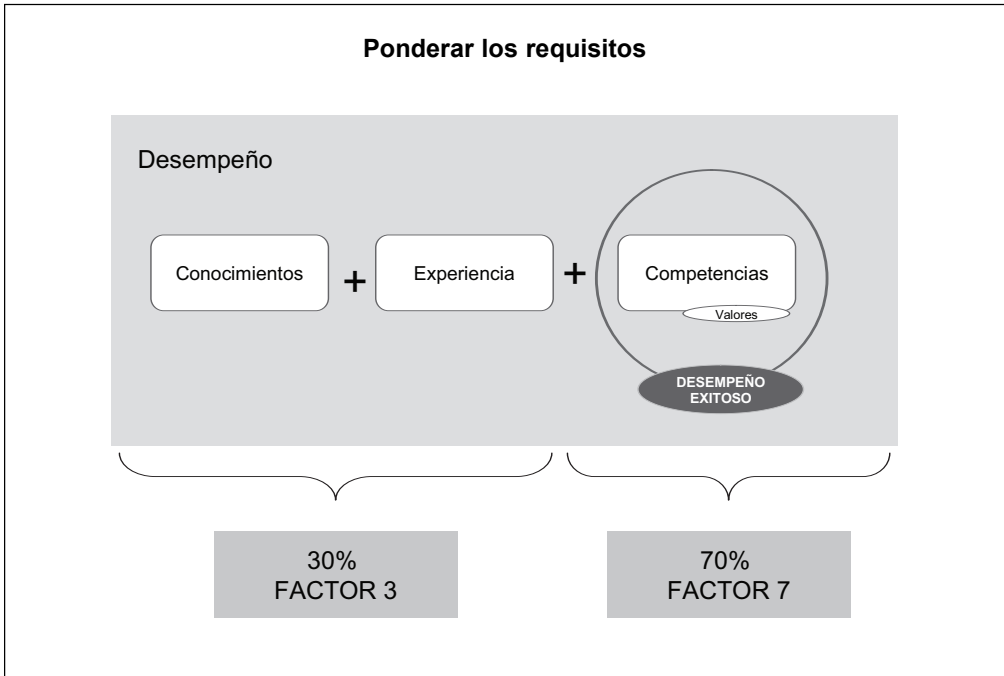 Ponderar los requisitos
Desempeño
Conocimientos
+
Experiencia
+
Competencias
Valores
DESEMPEÑO
EXITOSO
30%
FACTOR 3
70%
FACTOR 7